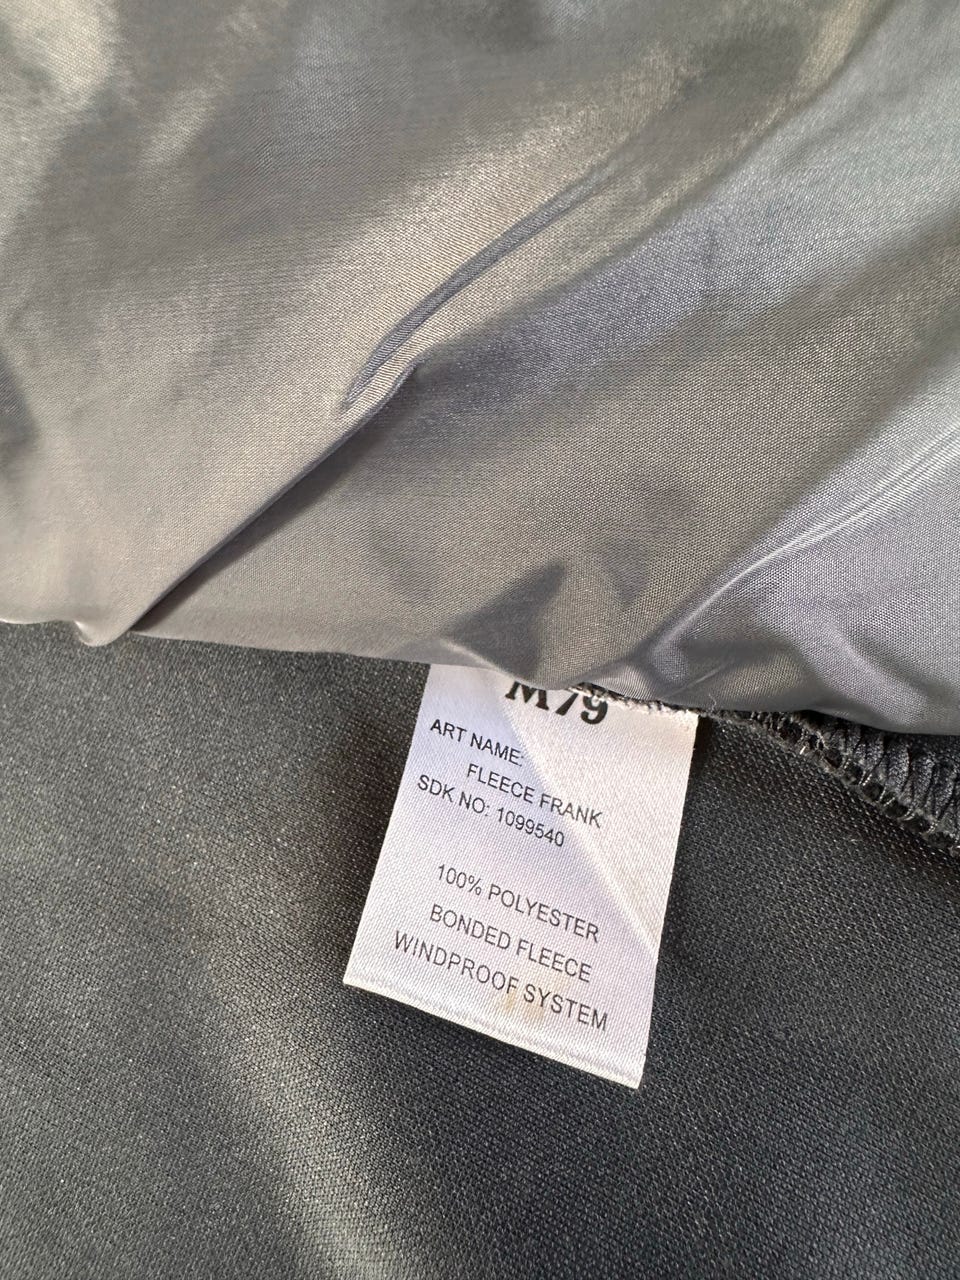 M79
ART NAME:
FLEECE FRANK
SDK NO: 1099540
100% POLYESTER
BONDED FLEECE
WINDPROOF SYSTEM